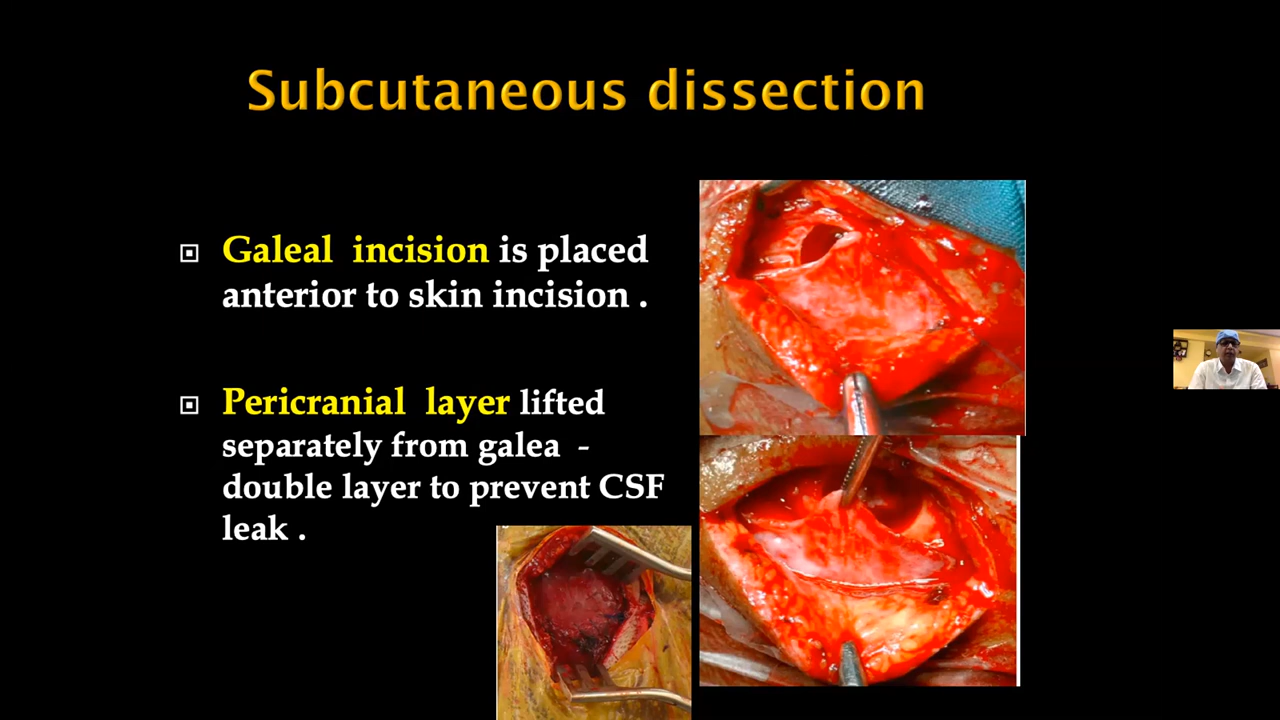 Subcutaneous dissection
Galeal incision is placed
anterior to skin incision .
Pericranial layer lifted
separately from galea -
double layer to prevent CSF
leak .